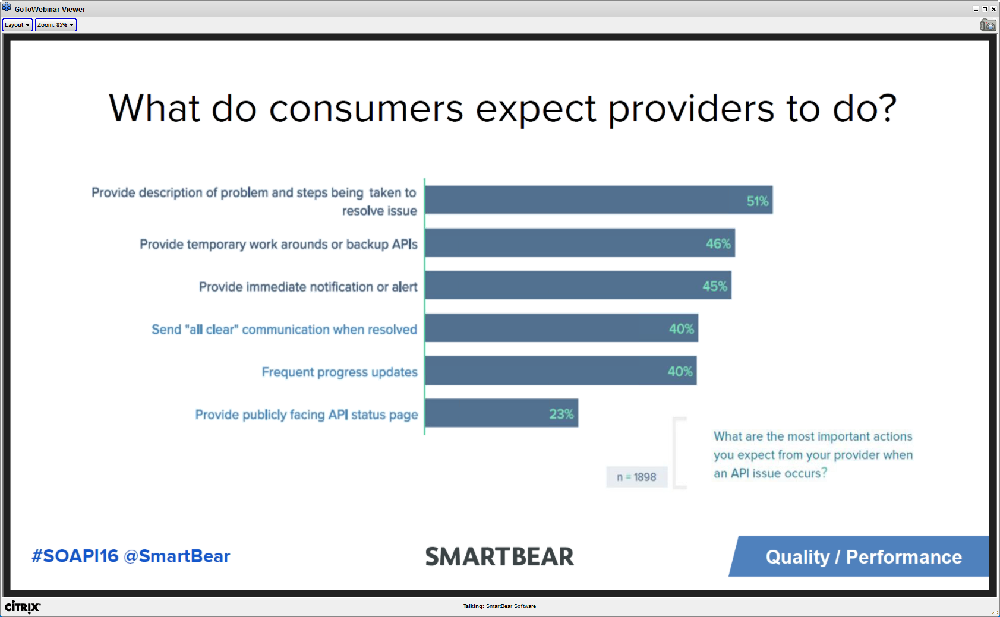 GoToWebinar Viewer
Layout
Zoom: 85%
What do consumers expect providers to do?
Provide description of problem and steps being taken to
resolve issue
51%
Provide temporary work arounds or backup APIs
46%
Provide immediate notification or alert
45%
Send "all clear" communication when resolved
40%
Frequent progress updates
40%
Provide publicly facing API status page
23%
What are the most important actions
you expect from your provider when
an API issue occurs?
n = 1898
#SOAPI16 @SmartBear
SMARTBEAR
Quality / Performance
CITRIX
Talking: SmartBear Software